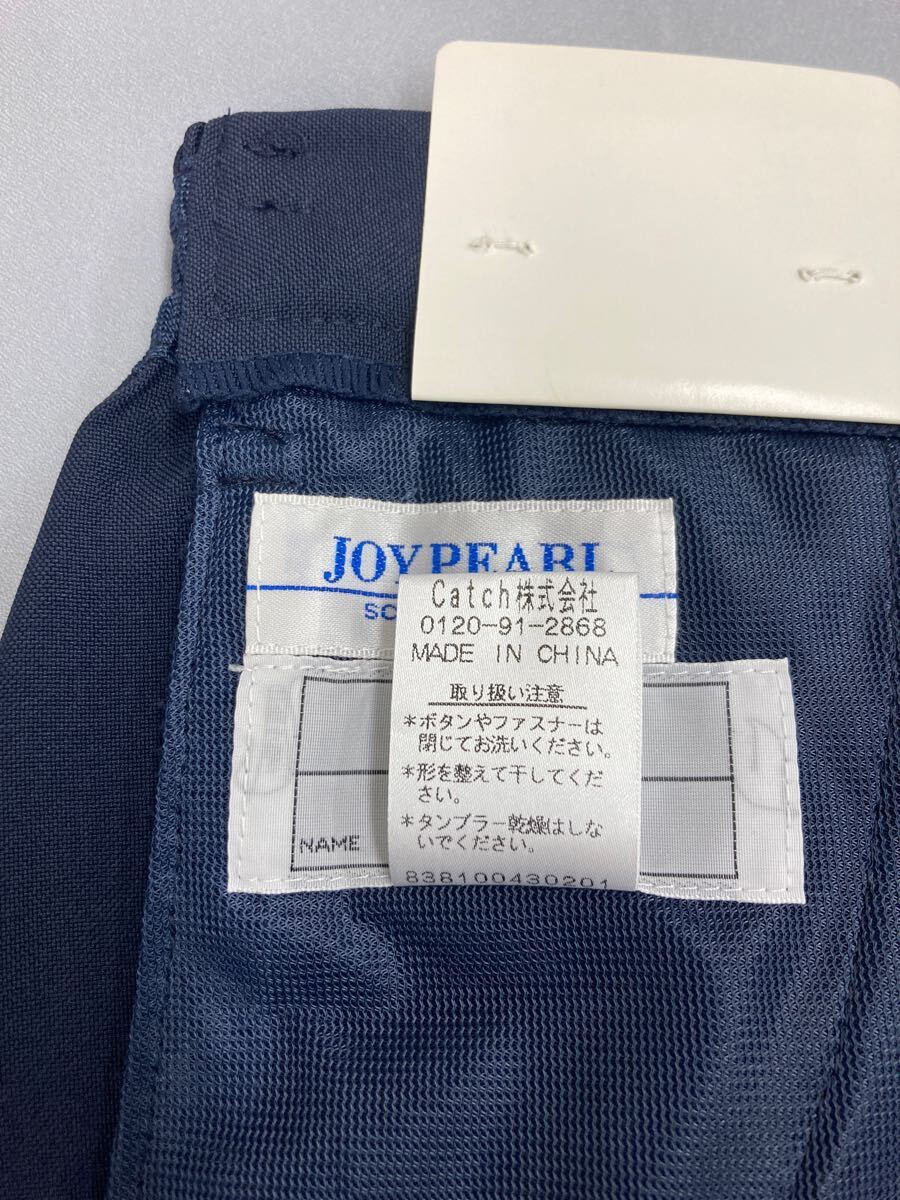 JOYPEARL
SC
Catch株式会社
0120-91-2868
MADE IN CHINA
取り扱い注意
*ボタンやファスナーは
閉じてお洗いください。
*形を整えて干してくだ
さい。
*タンブラー乾燥はしな
いでください。
NAME
838100430201